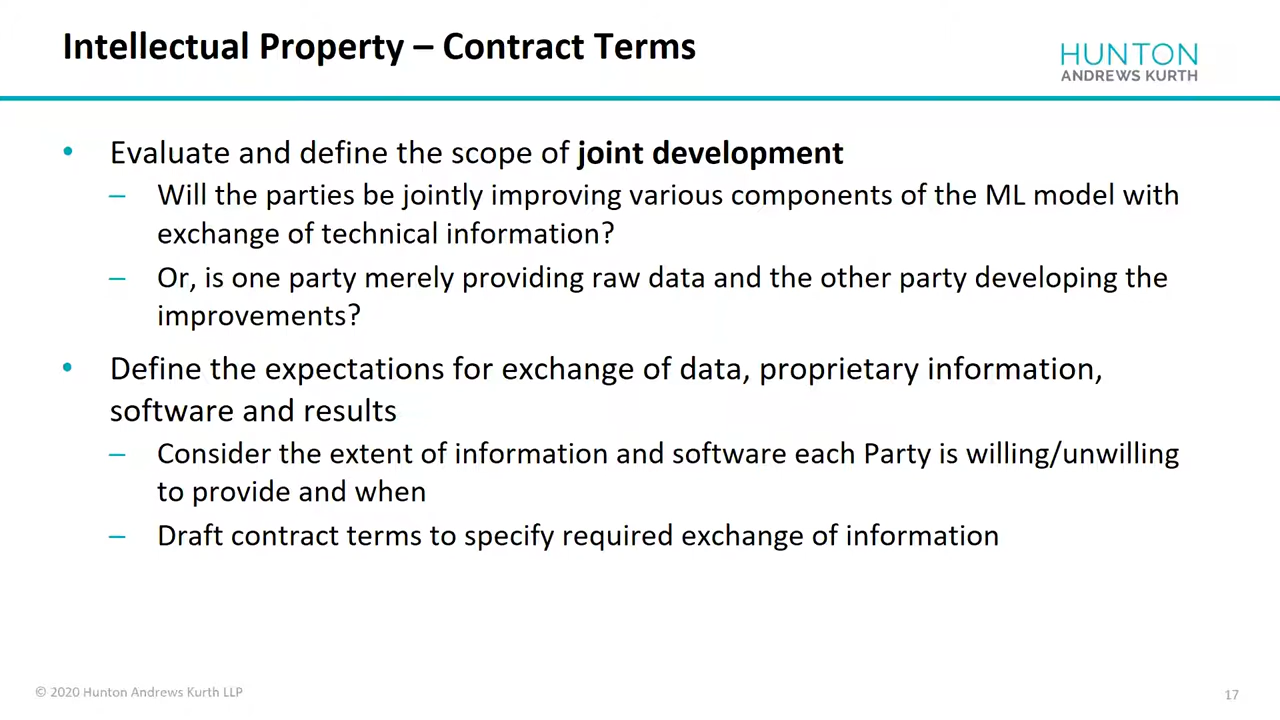 Intellectual Property – Contract Terms
HUNTON
ANDREWS KURTH
• Evaluate and define the scope of joint development
– Will the parties be jointly improving various components of the ML model with
exchange of technical information?
– Or, is one party merely providing raw data and the other party developing the
improvements?
• Define the expectations for exchange of data, proprietary information,
software and results
– Consider the extent of information and software each Party is willing/unwilling
to provide and when
– Draft contract terms to specify required exchange of information
© 2020 Hunton Andrews Kurth LLP
17